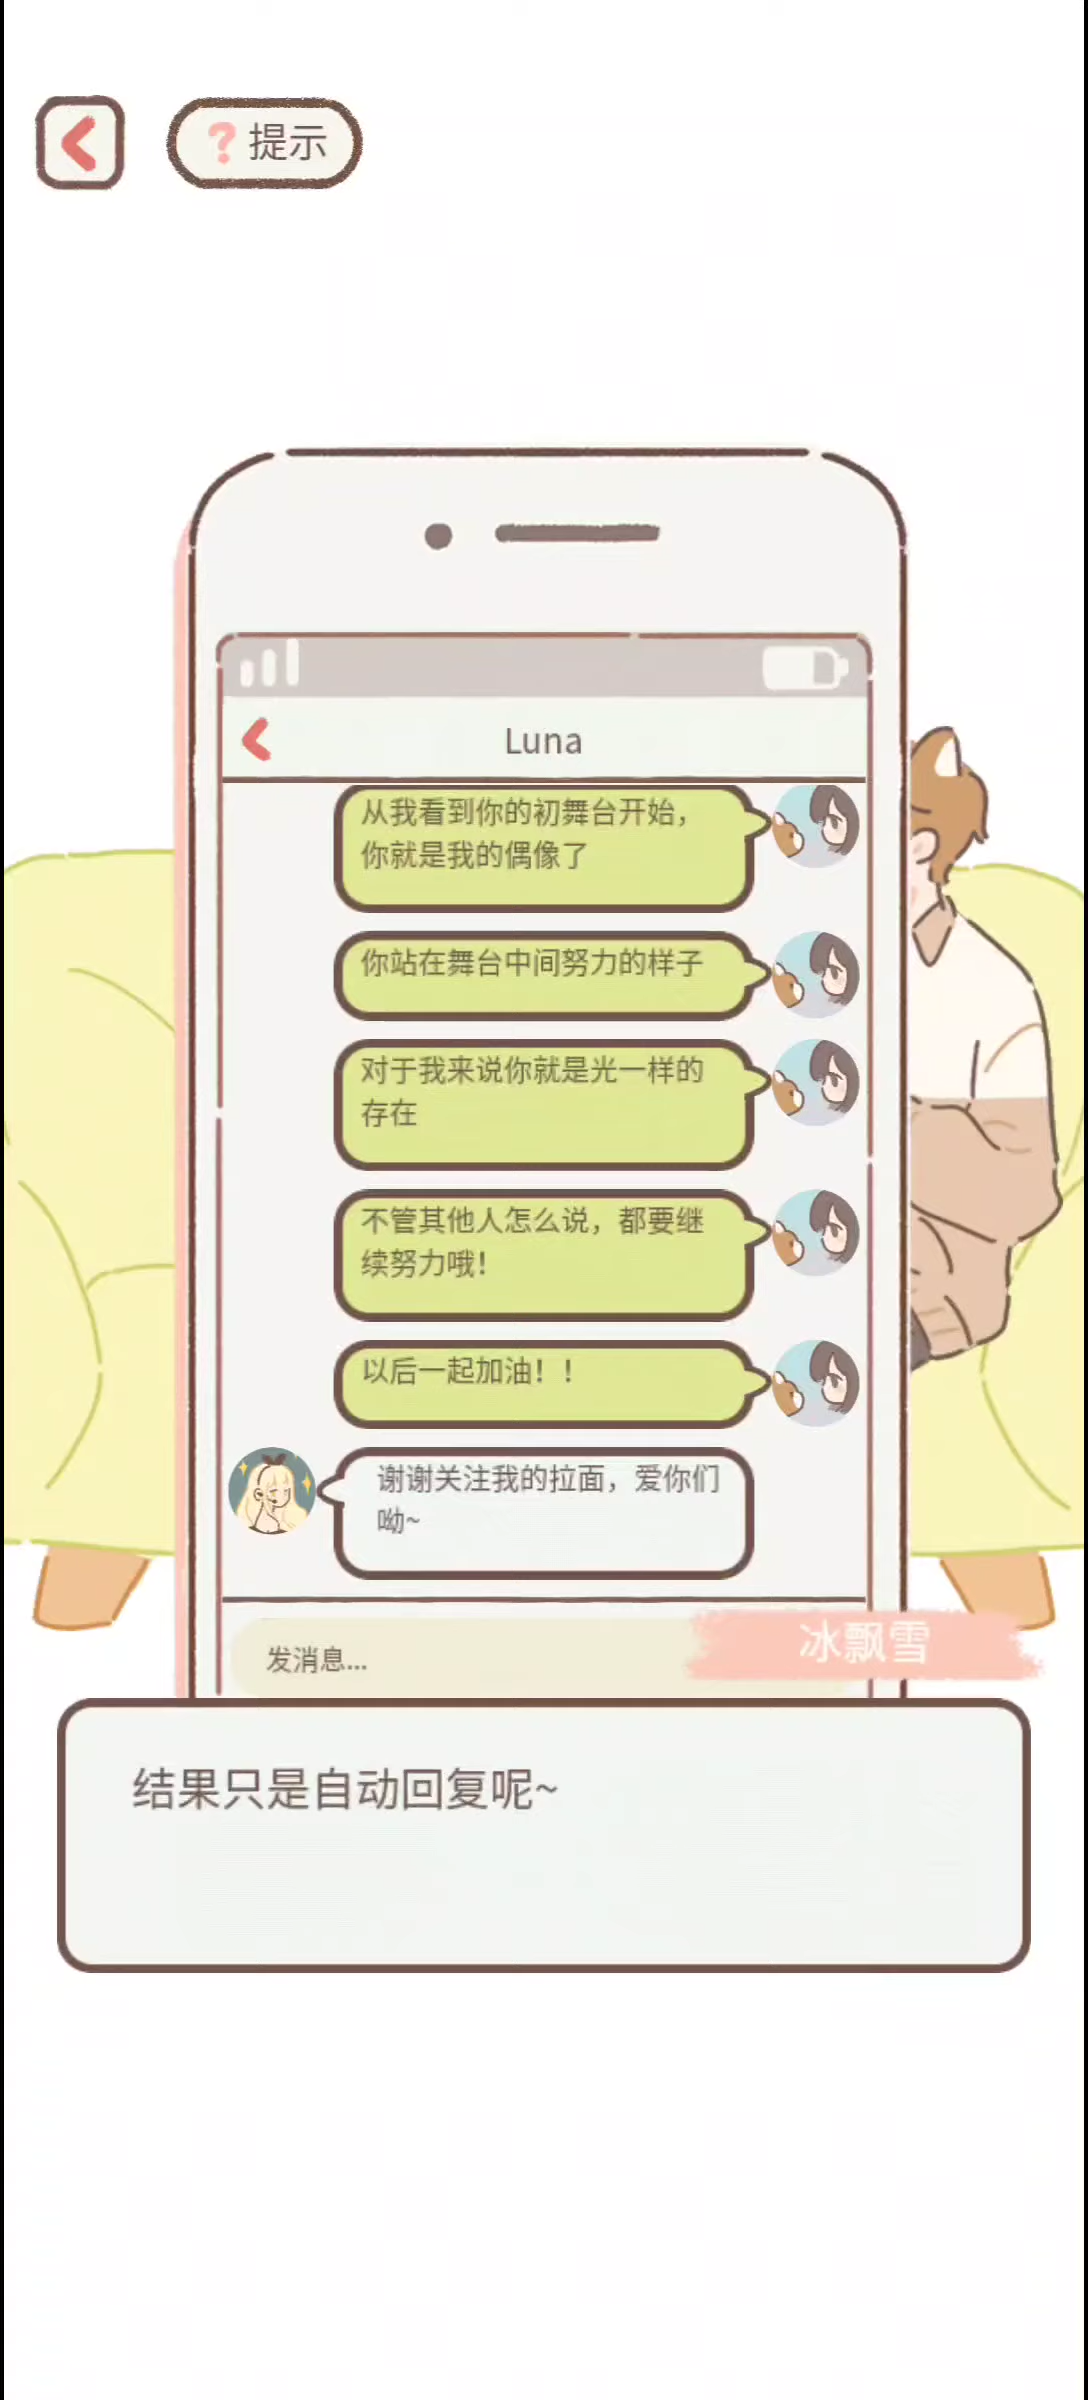 提示
Luna
从我看到你的初舞台开始，
你就是我的偶像了
你站在舞台中间努力的样子
对于我来说你就是光一样的
存在
不管其他人怎么说，都要继
续努力哦！
以后一起加油！！
谢谢关注我的拉面，爱你们
呦~
发消息...
冰飘雪
结果只是自动回复呢~